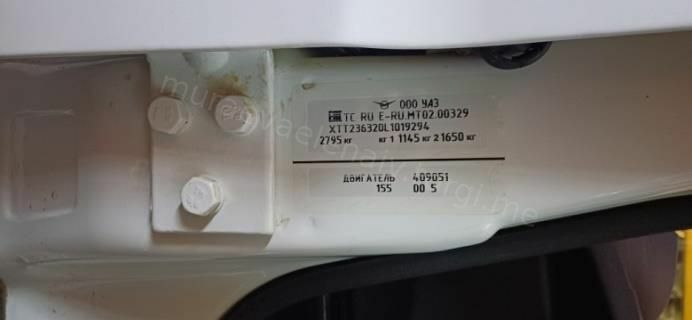 ООО УАЗ
ЕАС ТС RU E-RU.МТ02.00329
XTT236320L1019294
2795 кг кг 1 1145 кг 2 1650 кг
ДВИГАТЕЛЬ 409051
155 00 5